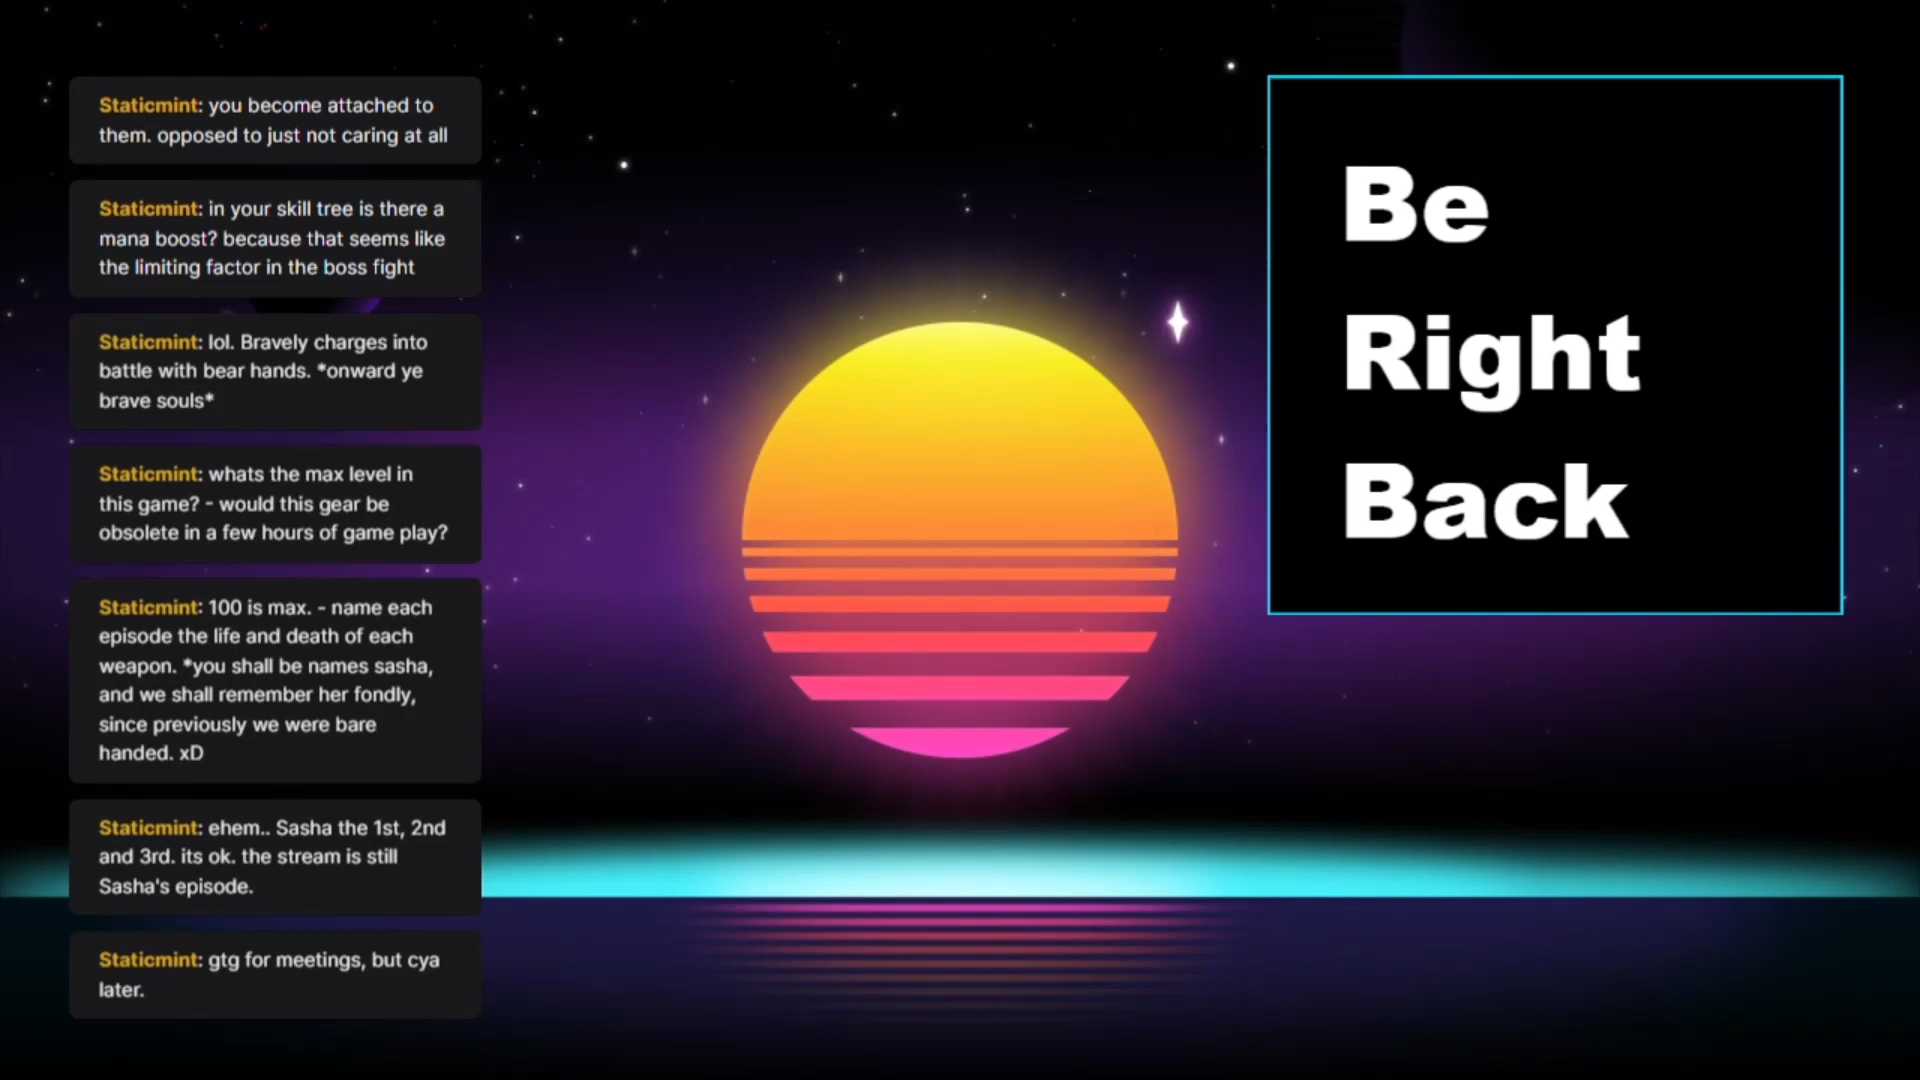 Staticmint: you become attached to
them. opposed to just not caring at all
Staticmint: in your skill tree is there a
mana boost? because that seems like
the limiting factor in the boss fight
Staticmint: lol. Bravely charges into
battle with bear hands. *onward ye
brave souls*
Staticmint: whats the max level in
this game? - would this gear be
obsolete in a few hours of game play?
Staticmint: 100 is max. - name each
episode the life and death of each
weapon. *you shall be names sasha,
and we shall remember her fondly,
since previously we were bare
handed. xD
Staticmint: ehem.. Sasha the 1st, 2nd
and 3rd. its ok. the stream is still
Sasha's episode.
Staticmint: gtg for meetings, but cya
later.
Be
Right
Back